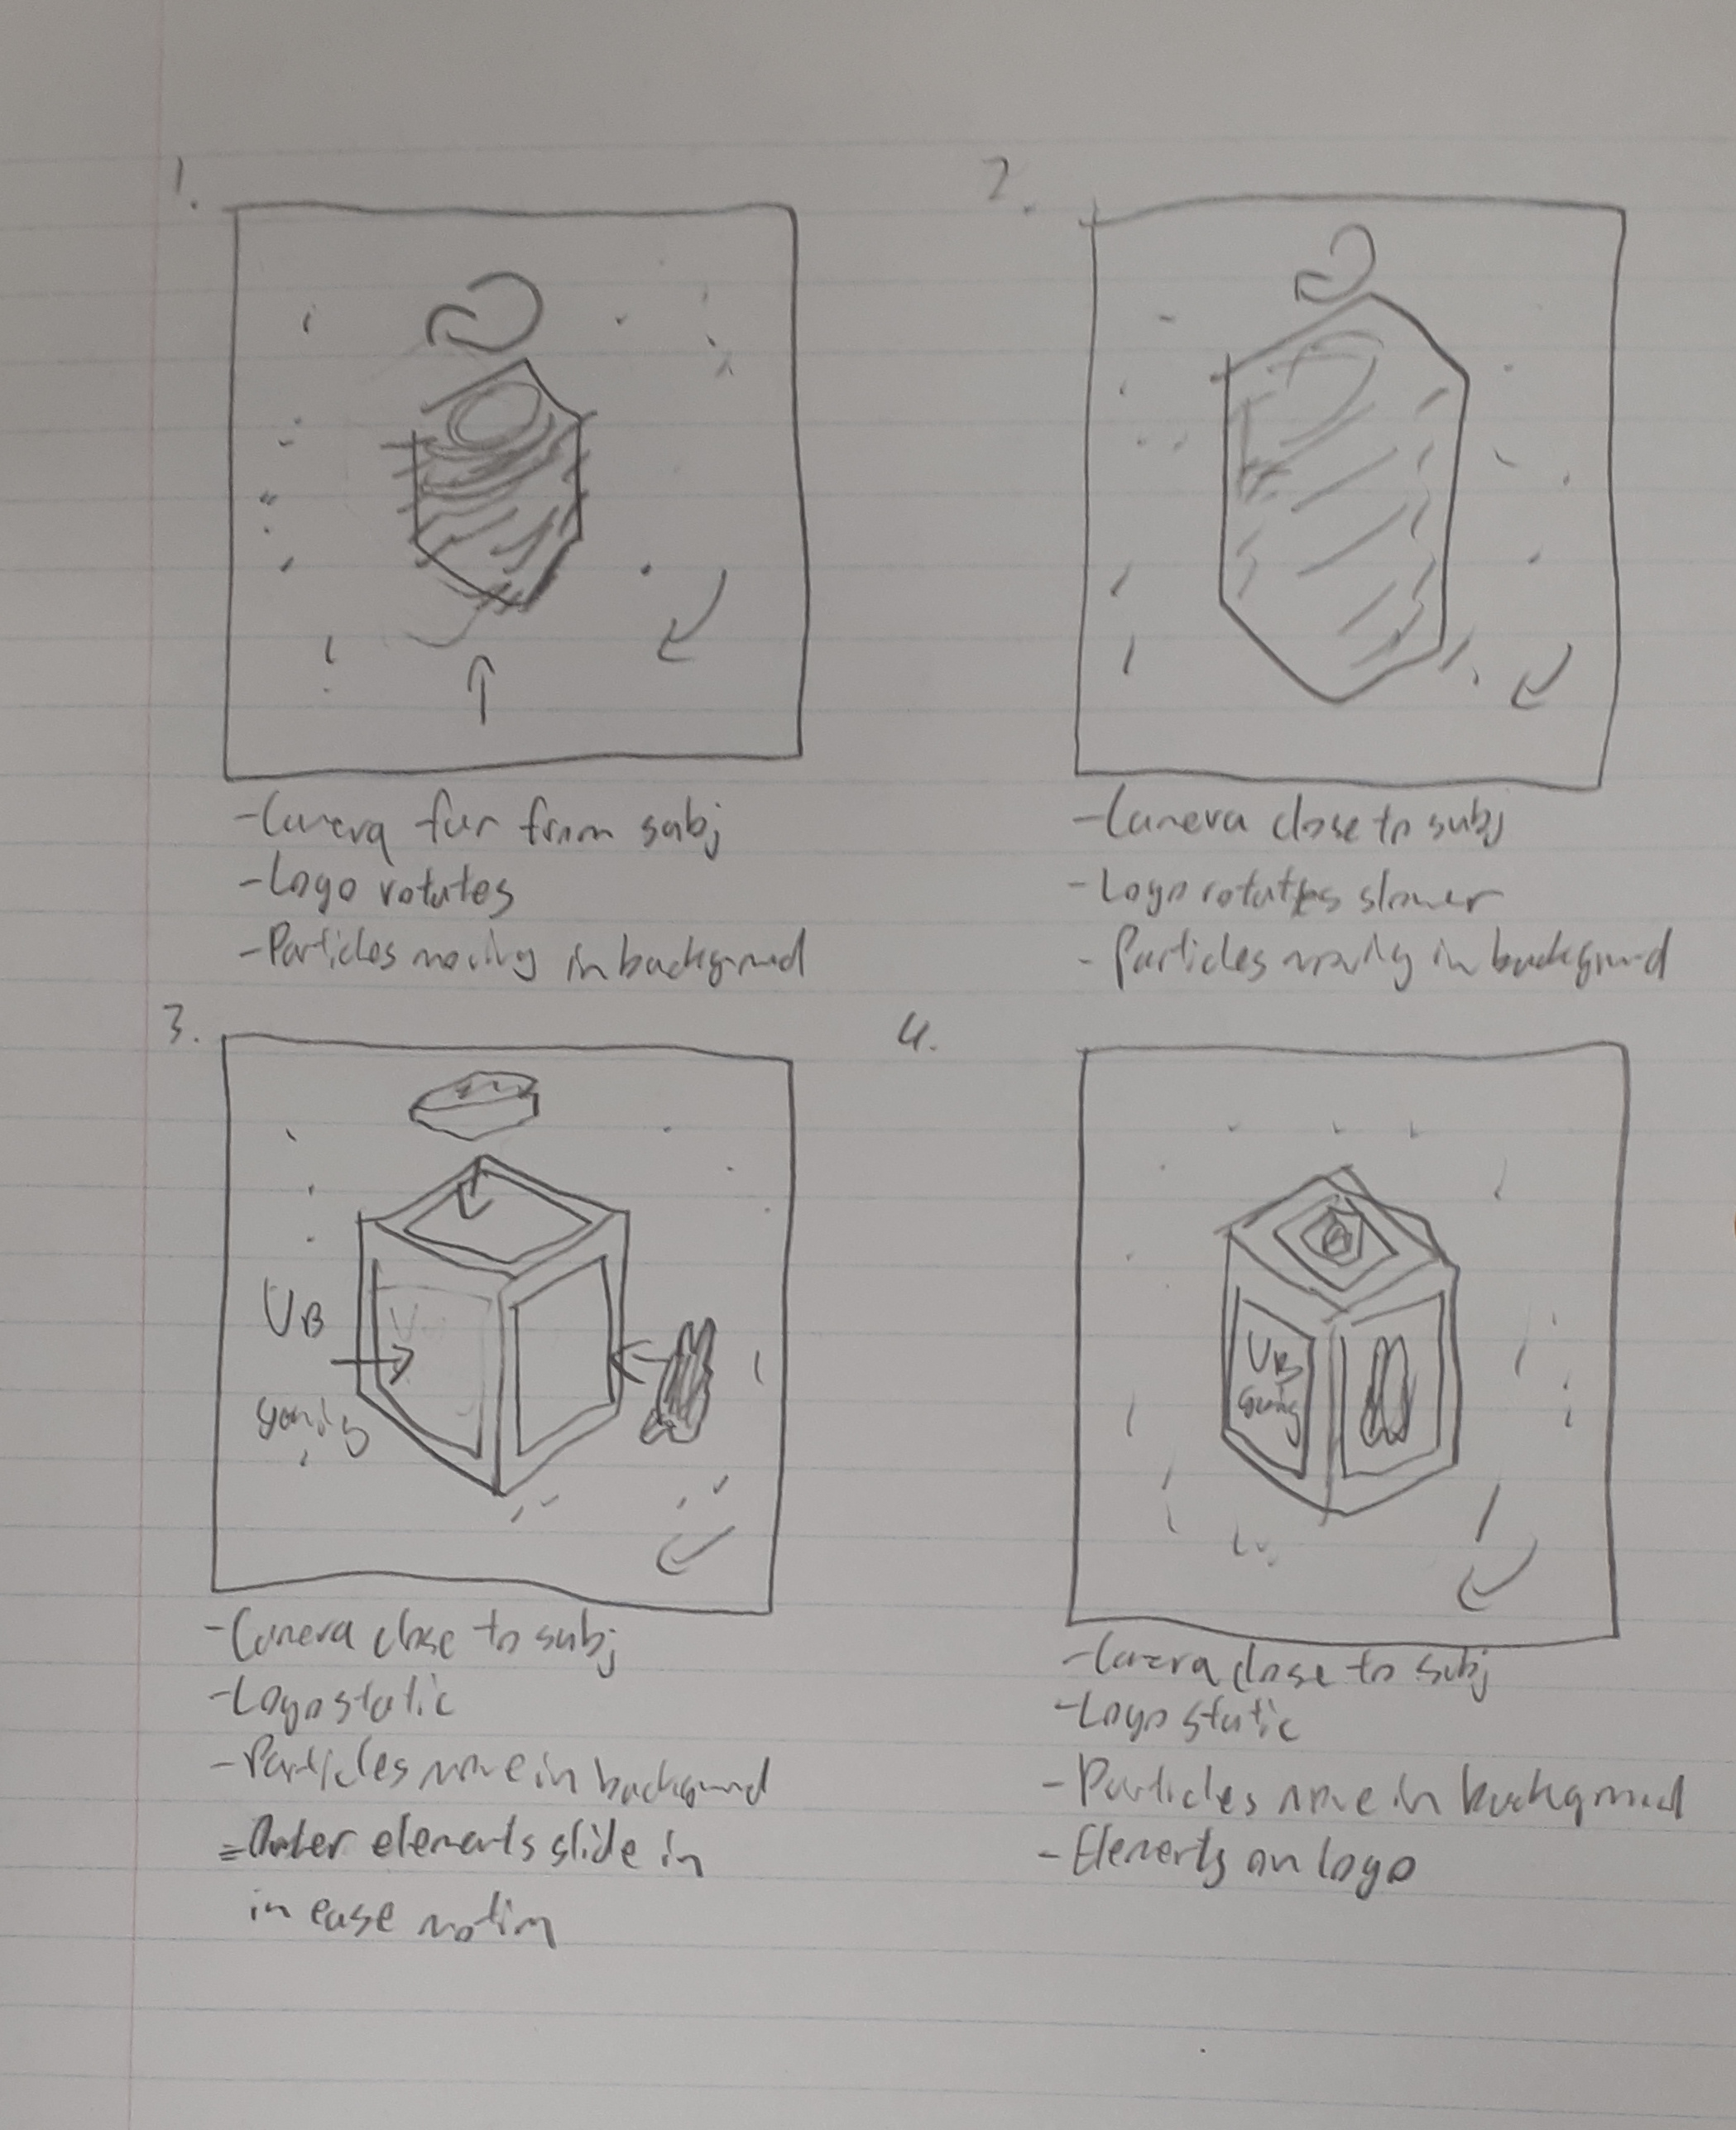 1.
-Camera far from subj
-Logo rotates
-Particles moving in background
2.
-Camera close to subj
-Logo rotates slower
-Particles moving in background
3.
UB
gaming
-Camera close to subj
-Logo static
-Particles move in background
-Outer elements slide in
in ease motion
4.
UB
Gaming
-Camera close to subj
-Logo static
-Particles move in background
-Elements on logo